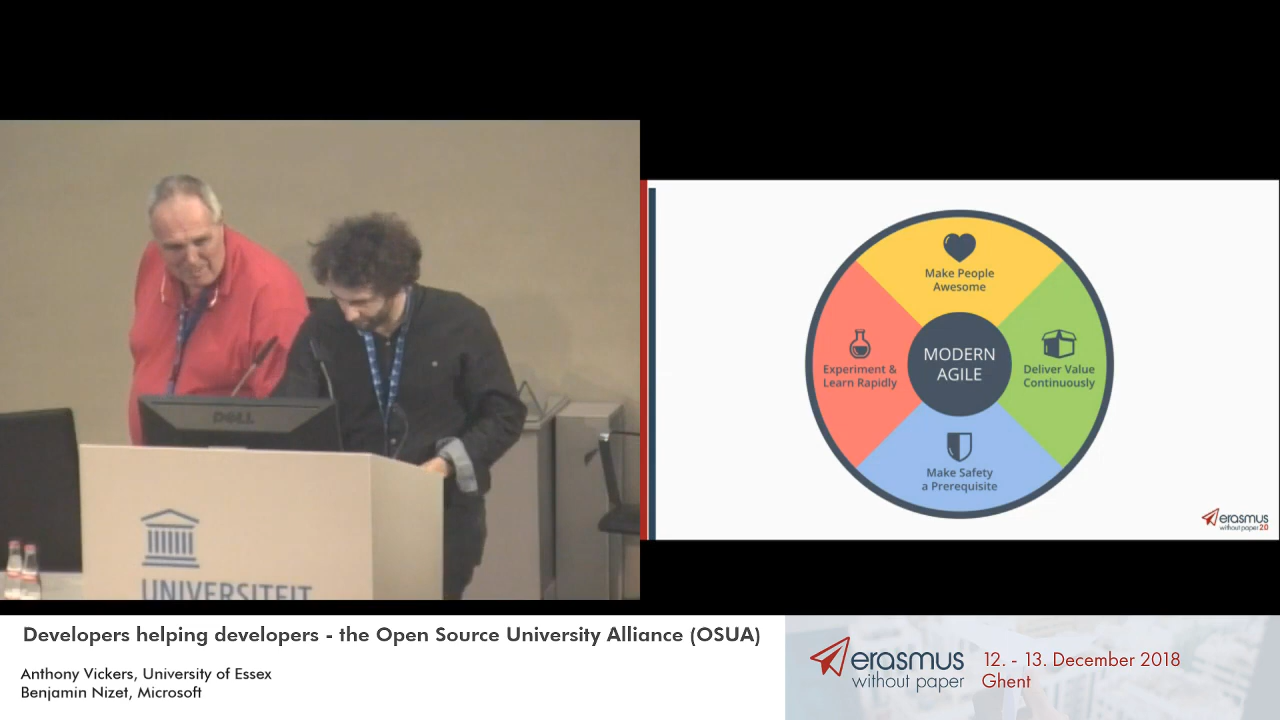 DELL
UNIVERSITEIT
Make People
Awesome
Experiment &
Learn Rapidly
MODERN
AGILE
Deliver Value
Continuously
Make Safety
a Prerequisite
erasmus
without paper 2.0
Developers helping developers - the Open Source University Alliance (OSUA)
Anthony Vickers, University of Essex
Benjamin Nizet, Microsoft
erasmus
without paper
12. - 13. December 2018
Ghent